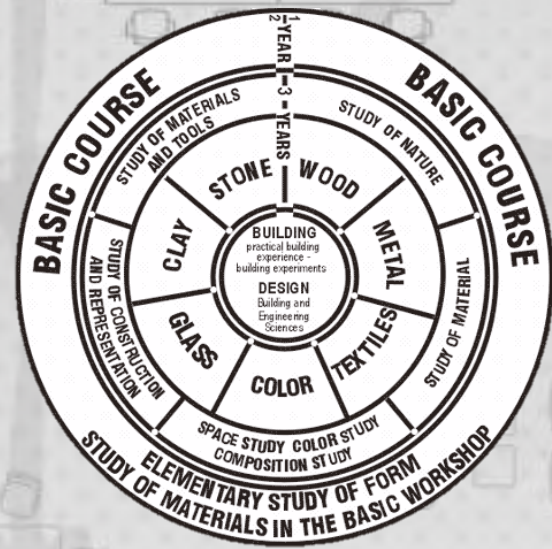 BASIC COURSE
BASIC COURSE
1/2 YEAR
3 YEARS
STUDY OF MATERIALS
AND TOOLS
STUDY OF NATURE
STUDY OF MATERIAL
SPACE STUDY COLOR STUDY
COMPOSITION STUDY
STUDY OF CONSTRUCTION
AND REPRESENTATION
ELEMENTARY STUDY OF FORM
STUDY OF MATERIALS IN THE BASIC WORKSHOP
STONE
WOOD
METAL
TEXTILES
COLOR
GLASS
CLAY
BUILDING
practical building
experience -
building experiments
DESIGN
Building and
Engineering
Sciences